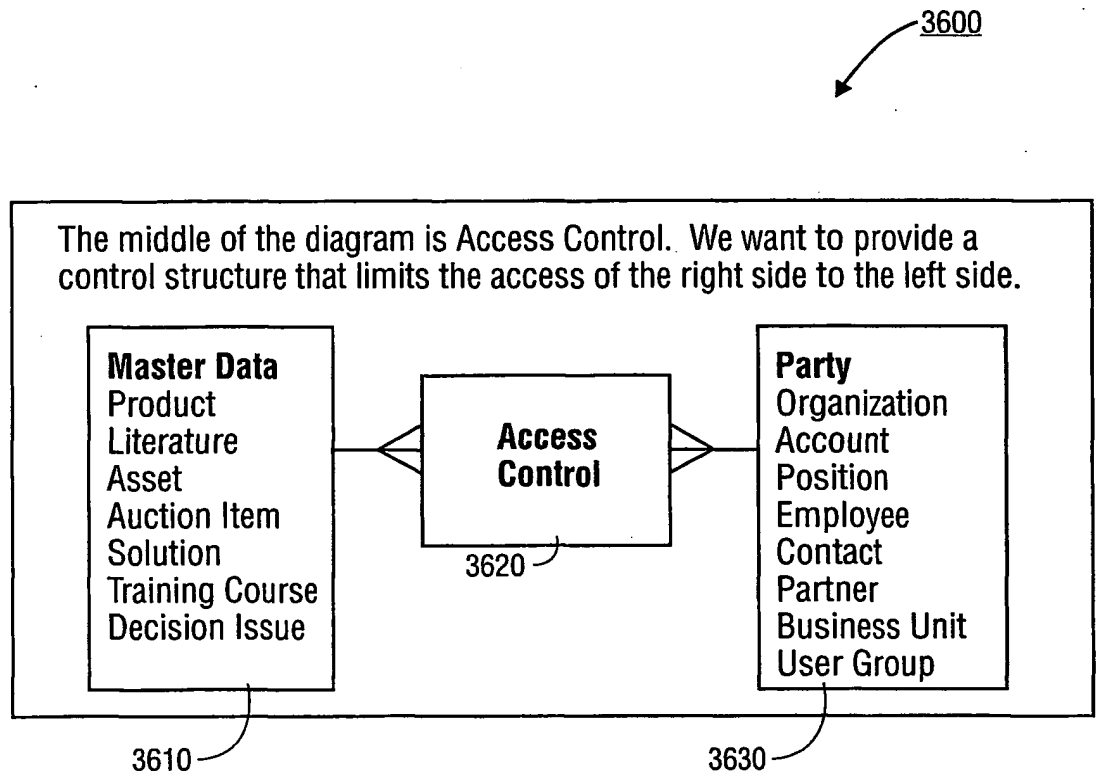 3600
The middle of the diagram is Access Control. We want to provide a
control structure that limits the access of the right side to the left side.
Master Data
Product
Literature
Asset
Auction Item
Solution
Training Course
Decision Issue
Access
Control
3620
Party
Organization
Account
Position
Employee
Contact
Partner
Business Unit
User Group
3610
3630